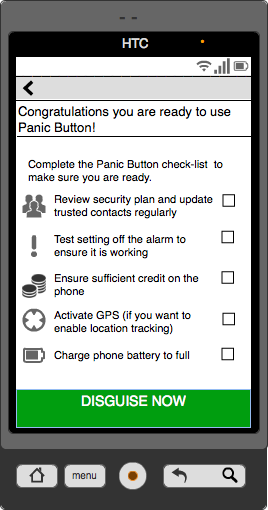 HTC
Congratulations you are ready to use
Panic Button!
Complete the Panic Button check-list to
make sure you are ready.
Review security plan and update
trusted contacts regularly
Test setting off the alarm to
ensure it is working
Ensure sufficient credit on the
phone
Activate GPS (if you want to
enable location tracking)
Charge phone battery to full
DISGUISE NOW
menu